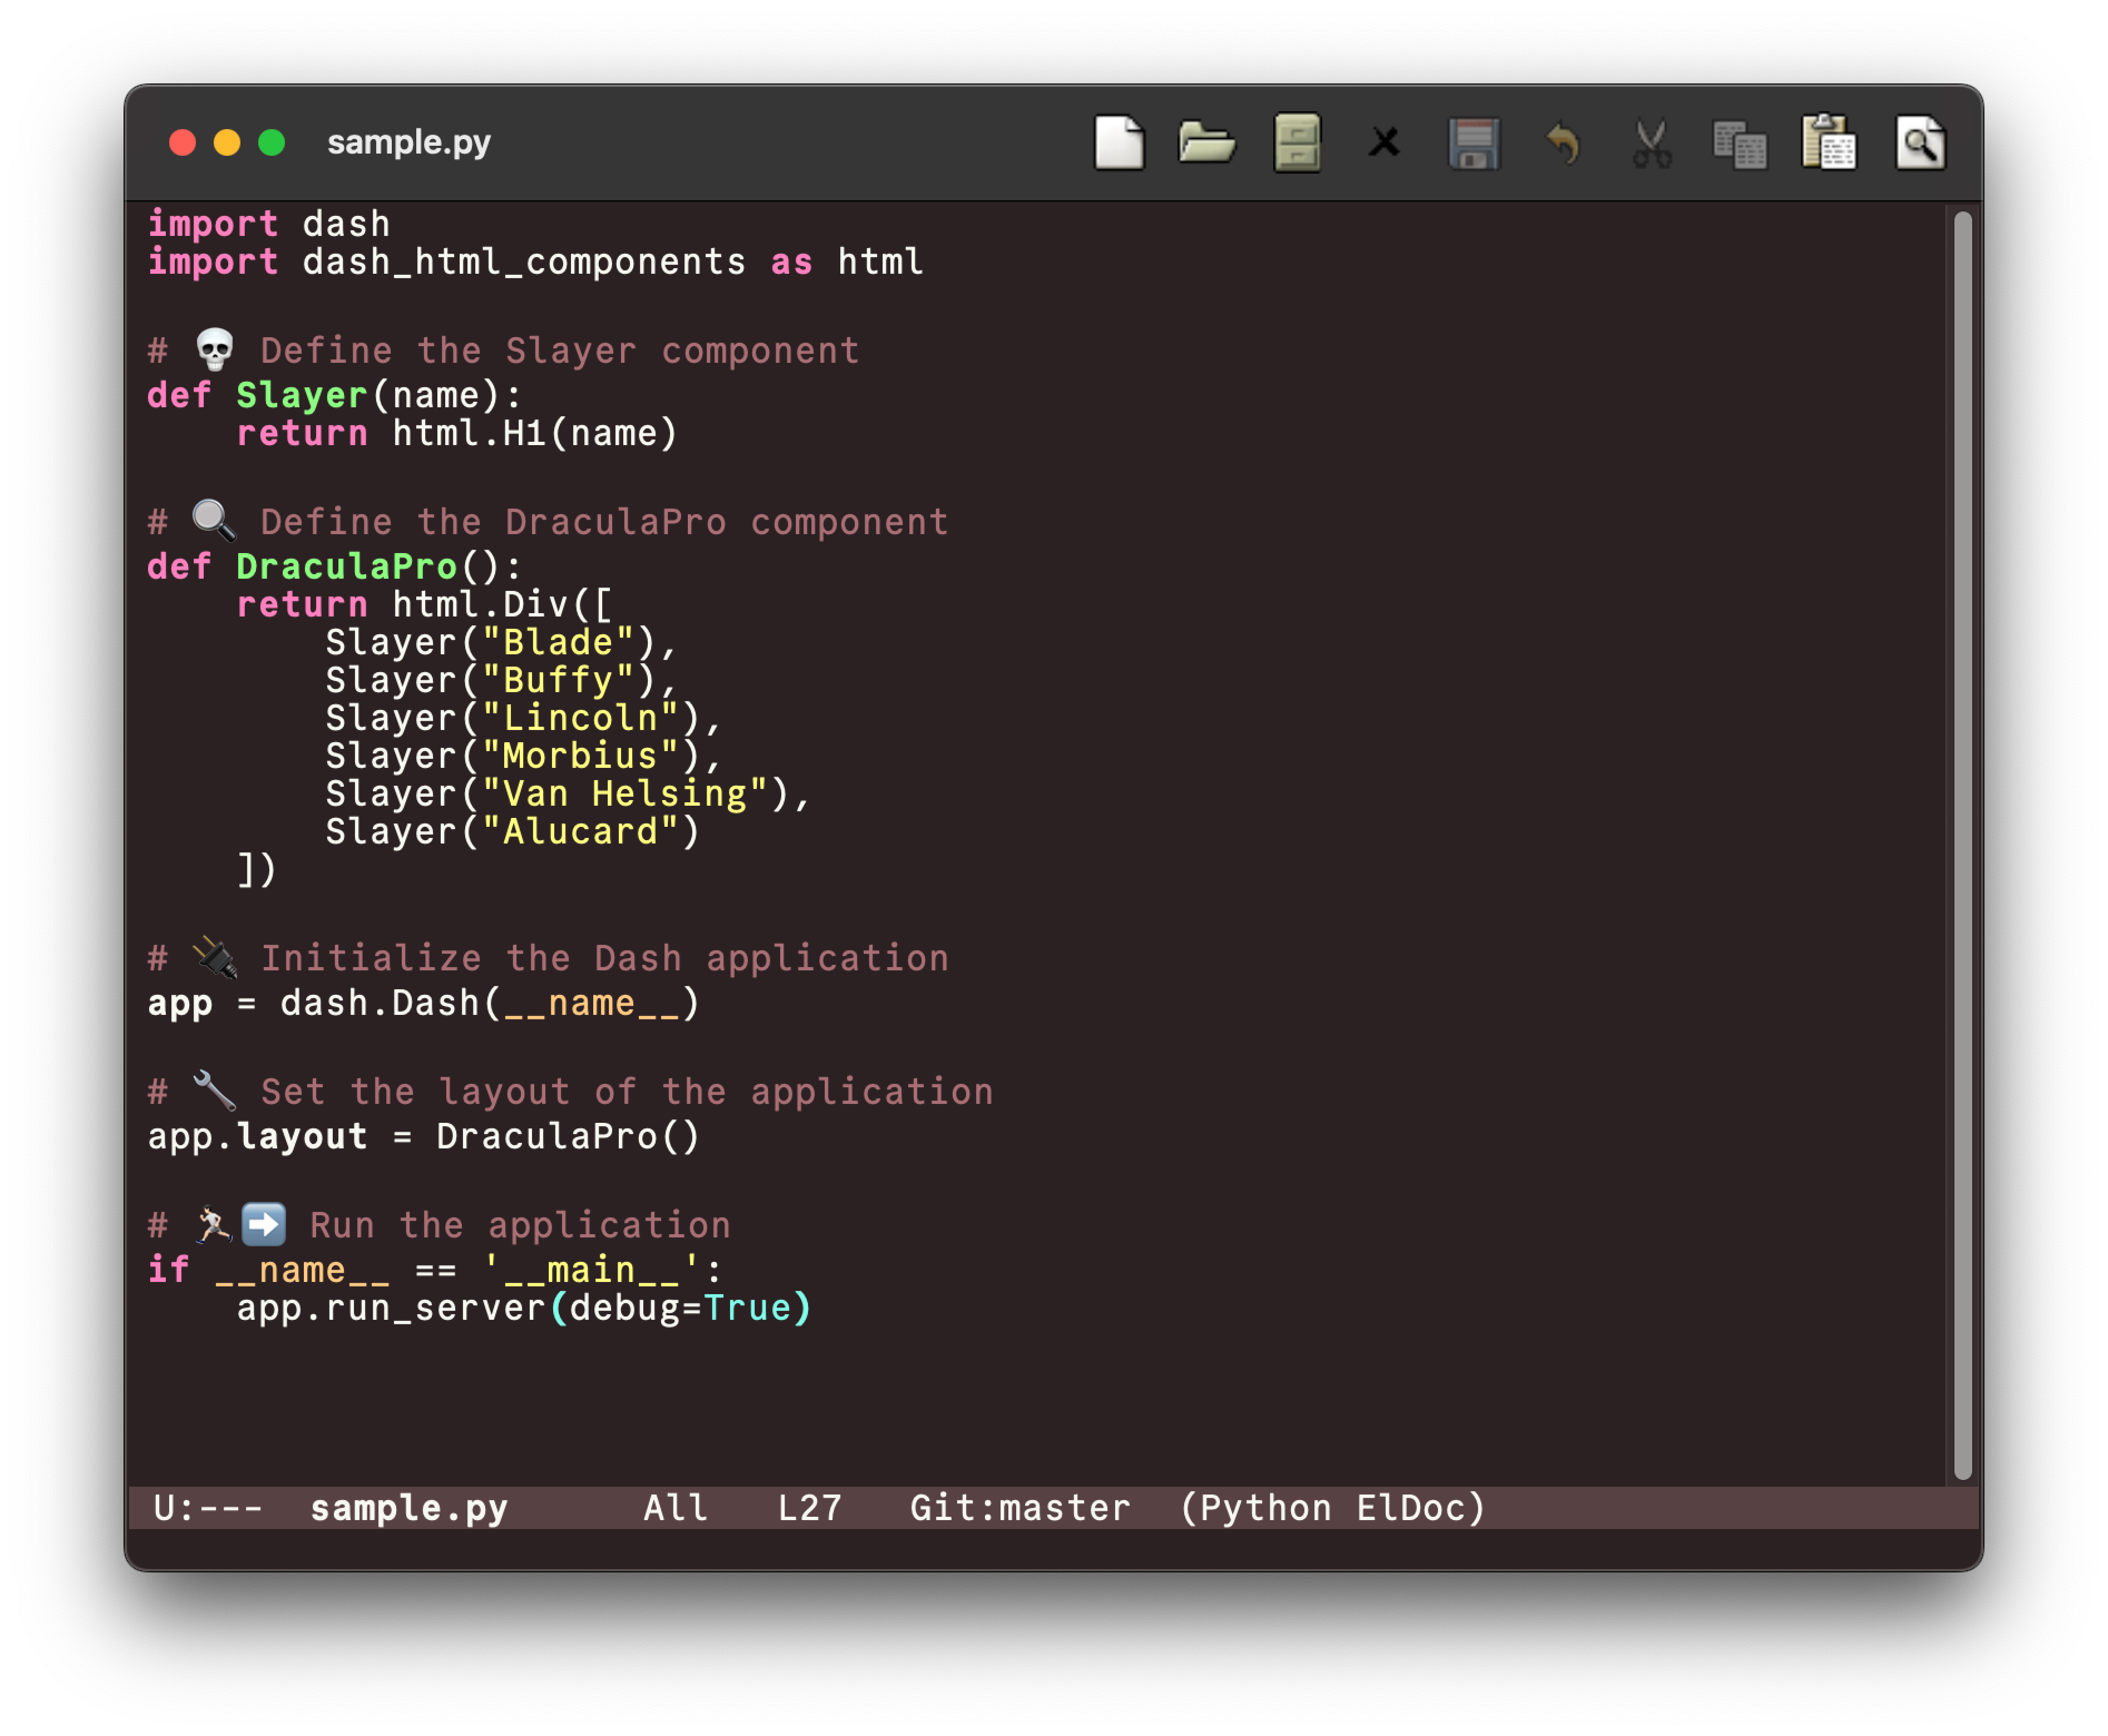 sample.py
import dash
import dash_html_components as html
# 💀 Define the Slayer component
def Slayer(name):
    return html.H1(name)
# 🔍 Define the DraculaPro component
def DraculaPro():
    return html.Div([
        Slayer("Blade"),
        Slayer("Buffy"),
        Slayer("Lincoln"),
        Slayer("Morbius"),
        Slayer("Van Helsing"),
        Slayer("Alucard")
    ])
# 🔌 Initialize the Dash application
app = dash.Dash(__name__)
# 🔧 Set the layout of the application
app.layout = DraculaPro()
# 🏃🏻➡️ Run the application
if __name__ == '__main__':
    app.run_server(debug=True)
U:--- sample.py All L27 Git:master (Python ElDoc)